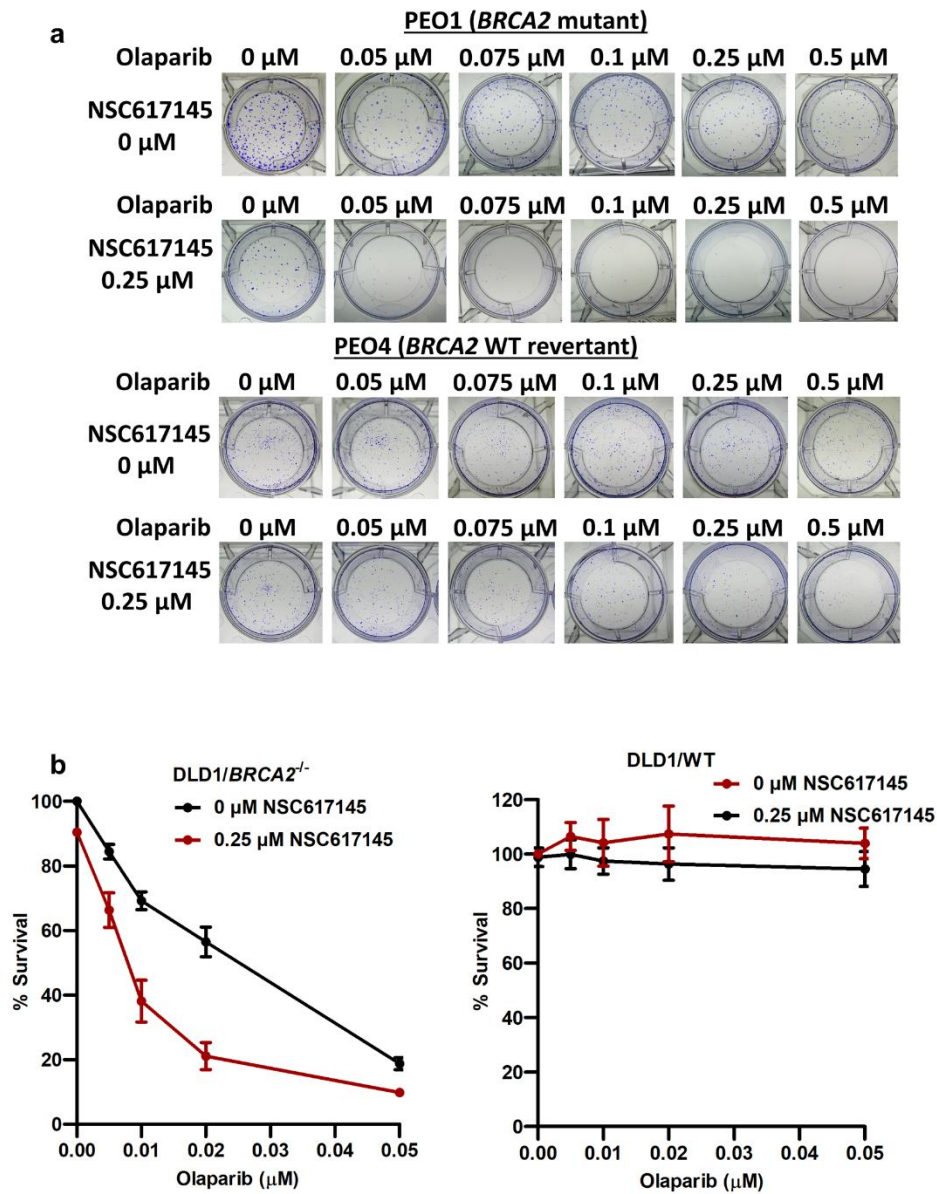 a
PEO1 (BRCA2 mutant)
Olaparib 0 µM 0.05 µM 0.075 µM 0.1 µM 0.25 µM 0.5 µM
NSC617145
0 µM
Olaparib 0 µM 0.05 µM 0.075 µM 0.1 µM 0.25 µM 0.5 µM
NSC617145
0.25 µM
PEO4 (BRCA2 WT revertant)
Olaparib 0 µM 0.05 µM 0.075 µM 0.1 µM 0.25 µM 0.5 µM
NSC617145
0 µM
Olaparib 0 µM 0.05 µM 0.075 µM 0.1 µM 0.25 µM 0.5 µM
NSC617145
0.25 µM
b
DLD1/BRCA2-/-
0 µM NSC617145
0.25 µM NSC617145
% Survival
100
80
60
40
20
0
0.00 0.01 0.02 0.03 0.04 0.05
Olaparib (µM)
DLD1/WT
0 µM NSC617145
0.25 µM NSC617145
% Survival
120
100
80
60
40
20
0
0.00 0.01 0.02 0.03 0.04 0.05
Olaparib (µM)